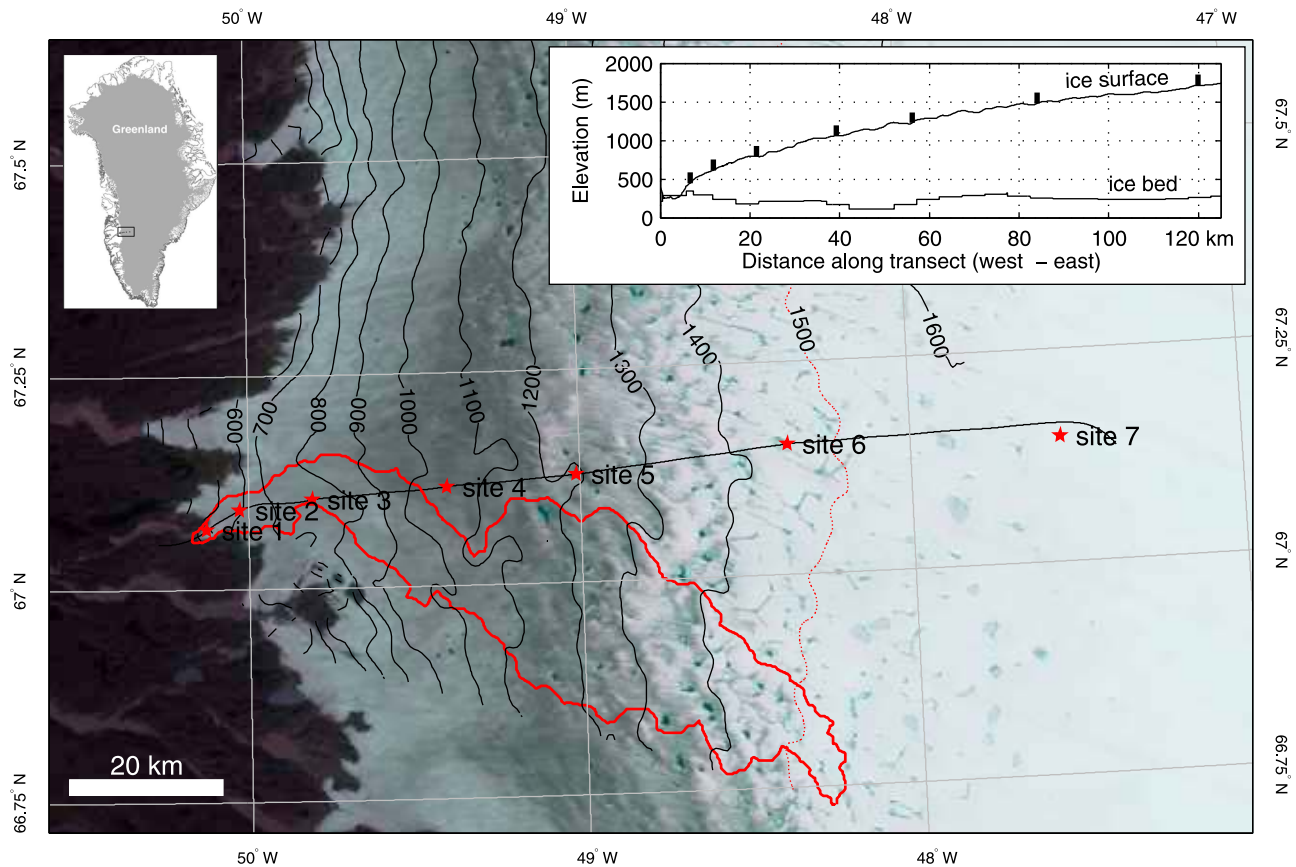 50° W
49° W
48° W
47° W
67.5° N
67.25° N
67° N
66.75° N
Greenland
2000
1500
1000
500
0
Elevation (m)
ice surface
ice bed
0
20
40
60
80
100
120 km
Distance along transect (west – east)
67.5° N
67.25° N
67° N
66.75° N
600
700
800
900
1000
1100
1200
1300
1400
1500
1600
site 1
site 2
site 3
site 4
site 5
site 6
site 7
20 km
50° W
49° W
48° W